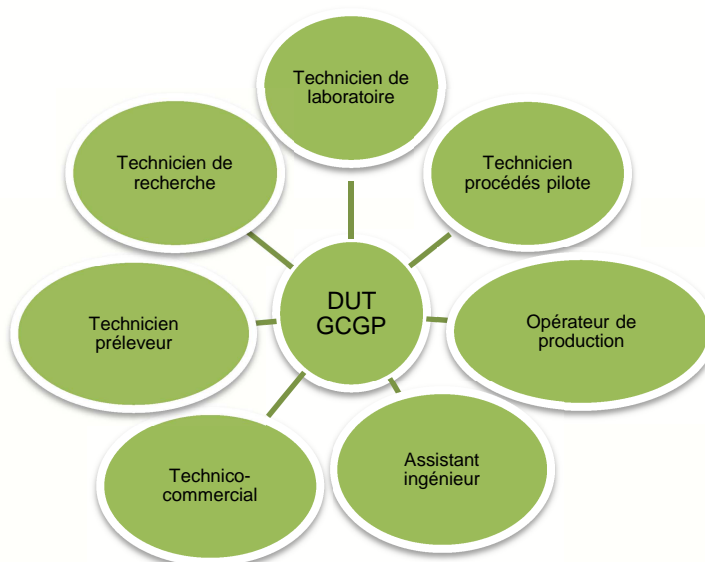 Technicien de
laboratoire
Technicien de
recherche
Technicien
procédés pilote
DUT
GCGP
Technicien
préleveur
Opérateur de
production
Technico-
commercial
Assistant
ingénieur